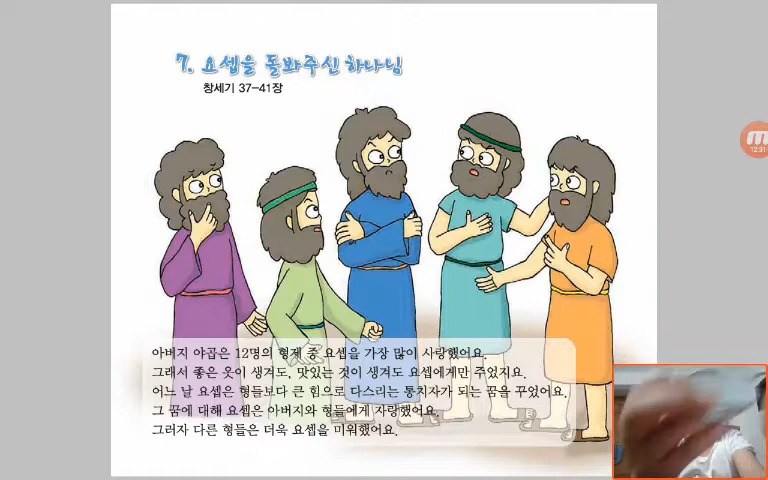 7. 요셉을 돌봐주신 하나님
창세기 37-41장
아버지 야곱은 12명의 형제 중 요셉을 가장 많이 사랑했어요.
그래서 좋은 옷이 생겨도, 맛있는 것이 생겨도 요셉에게만 주었지요.
어느 날 요셉은 형들보다 큰 힘으로 다스리는 통치자가 되는 꿈을 꾸었어요.
그 꿈에 대해 요셉은 아버지와 형들에게 자랑했어요.
그러자 다른 형들은 더욱 요셉을 미워했어요.